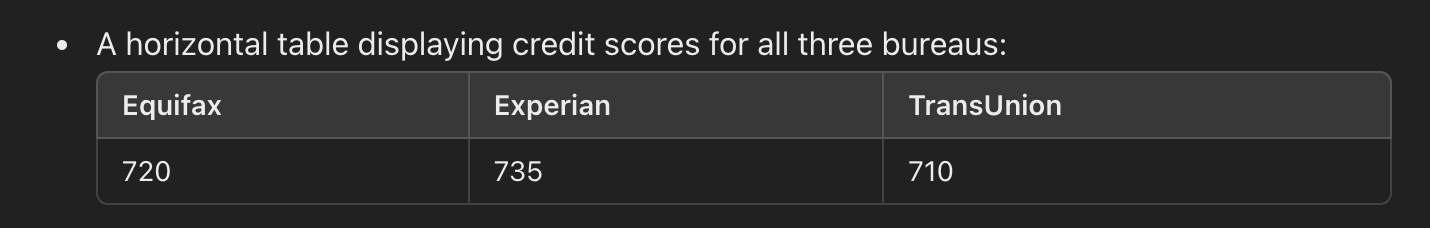 • A horizontal table displaying credit scores for all three bureaus:
Equifax Experian TransUnion
720 735 710